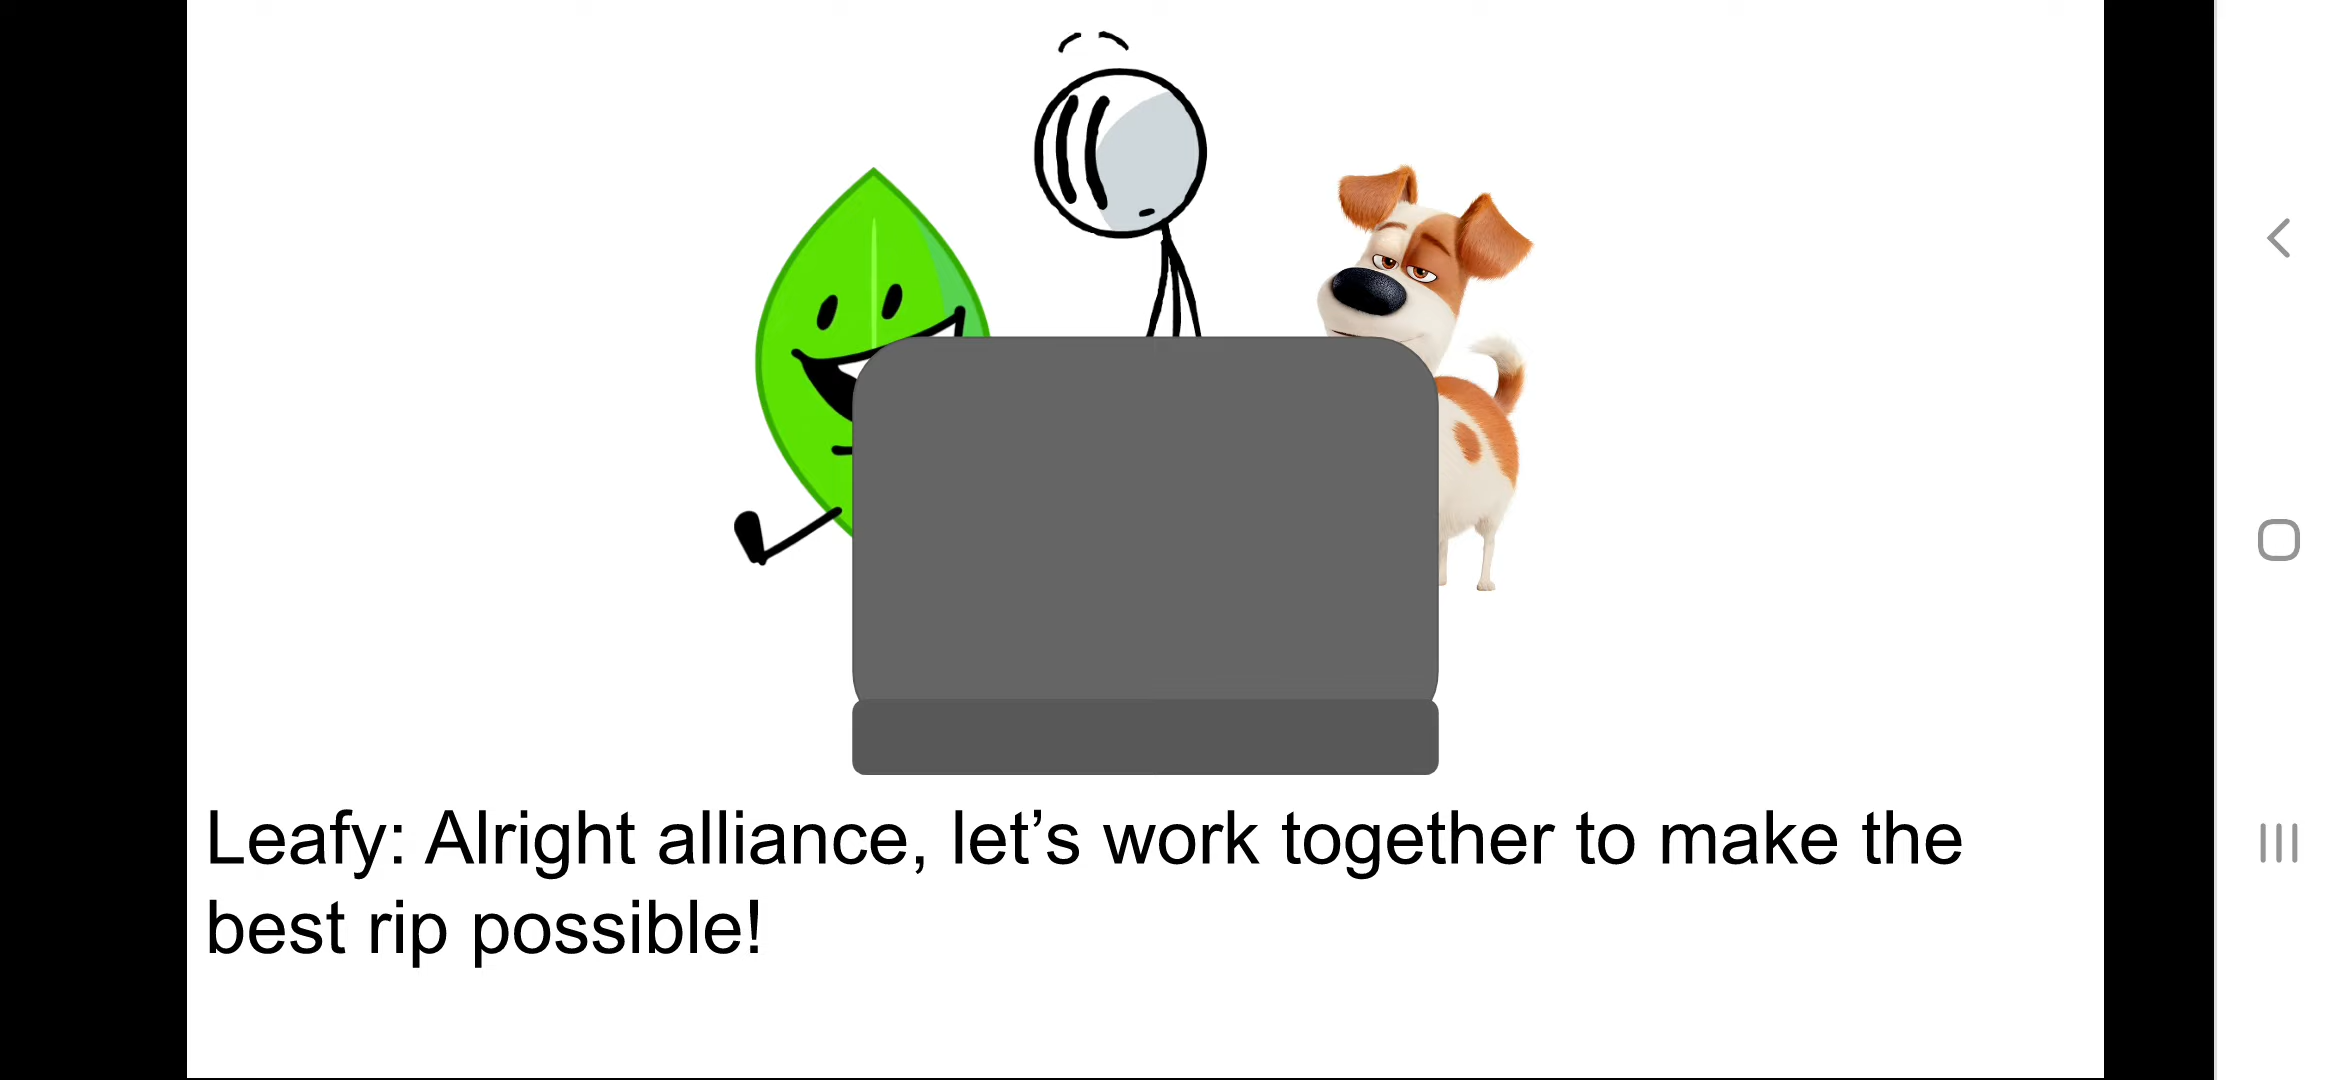 Leafy: Alright alliance, let’s work together to make the
best rip possible!